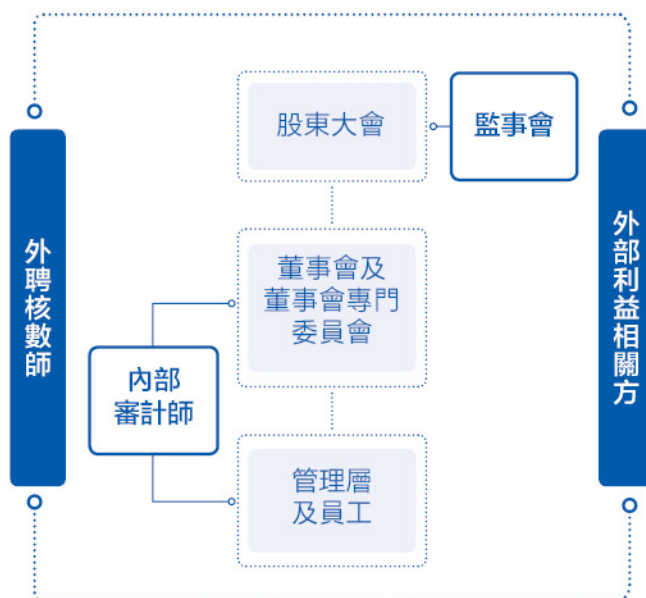 股東大會
監事會
外聘核數師
外部利益相關方
董事會及
董事會專門
委員會
內部
審計師
管理層
及員工